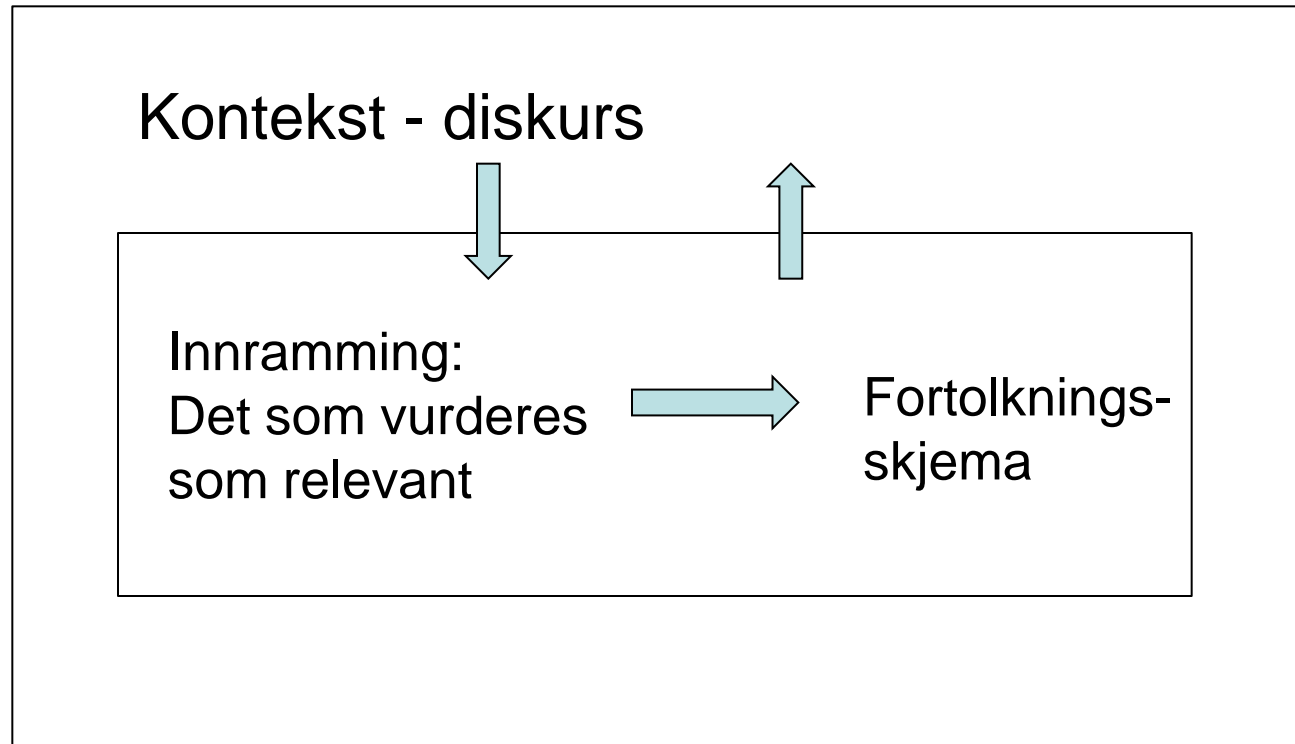 Kontekst - diskurs
Innramming:
Det som vurderes
som relevant
Fortolknings-
skjema